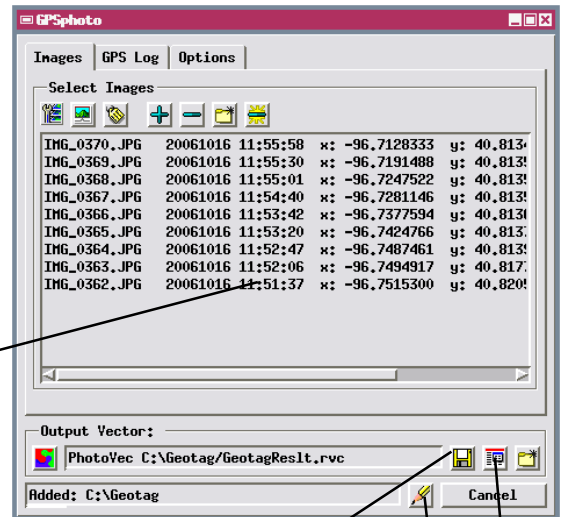 GPSphoto
Images GPS Log Options
Select Images
IMG_0370.JPG 20061016 11:55:58 x: -96.7128333 y: 40.813
IMG_0369.JPG 20061016 11:55:30 x: -96.7191488 y: 40.813
IMG_0368.JPG 20061016 11:55:01 x: -96.7247522 y: 40.813
IMG_0367.JPG 20061016 11:54:40 x: -96.7281146 y: 40.813
IMG_0366.JPG 20061016 11:53:42 x: -96.7377594 y: 40.813
IMG_0365.JPG 20061016 11:53:20 x: -96.7424766 y: 40.813
IMG_0364.JPG 20061016 11:52:47 x: -96.7487461 y: 40.813
IMG_0363.JPG 20061016 11:52:06 x: -96.7494917 y: 40.817
IMG_0362.JPG 20061016 11:51:37 x: -96.7515300 y: 40.820
Output Vector:
PhotoVec C:\Geotag/GeotagReslt.rvc
Added: C:\Geotag Cancel